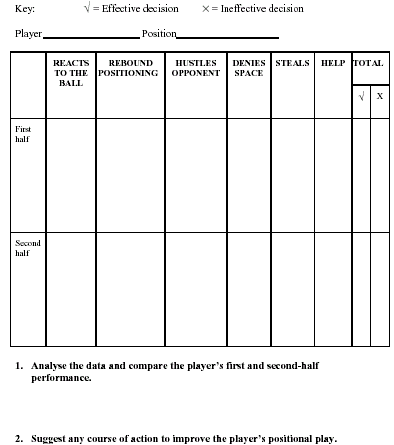 Key: √ = Effective decision × = Ineffective decision
Player Position
REACTS TO THE BALL REBOUND POSITIONING HUSTLES OPPONENT DENIES SPACE STEALS HELP TOTAL
√ X
First half
Second half
1. Analyse the data and compare the player's first and second-half
performance.
2. Suggest any course of action to improve the player's positional play.